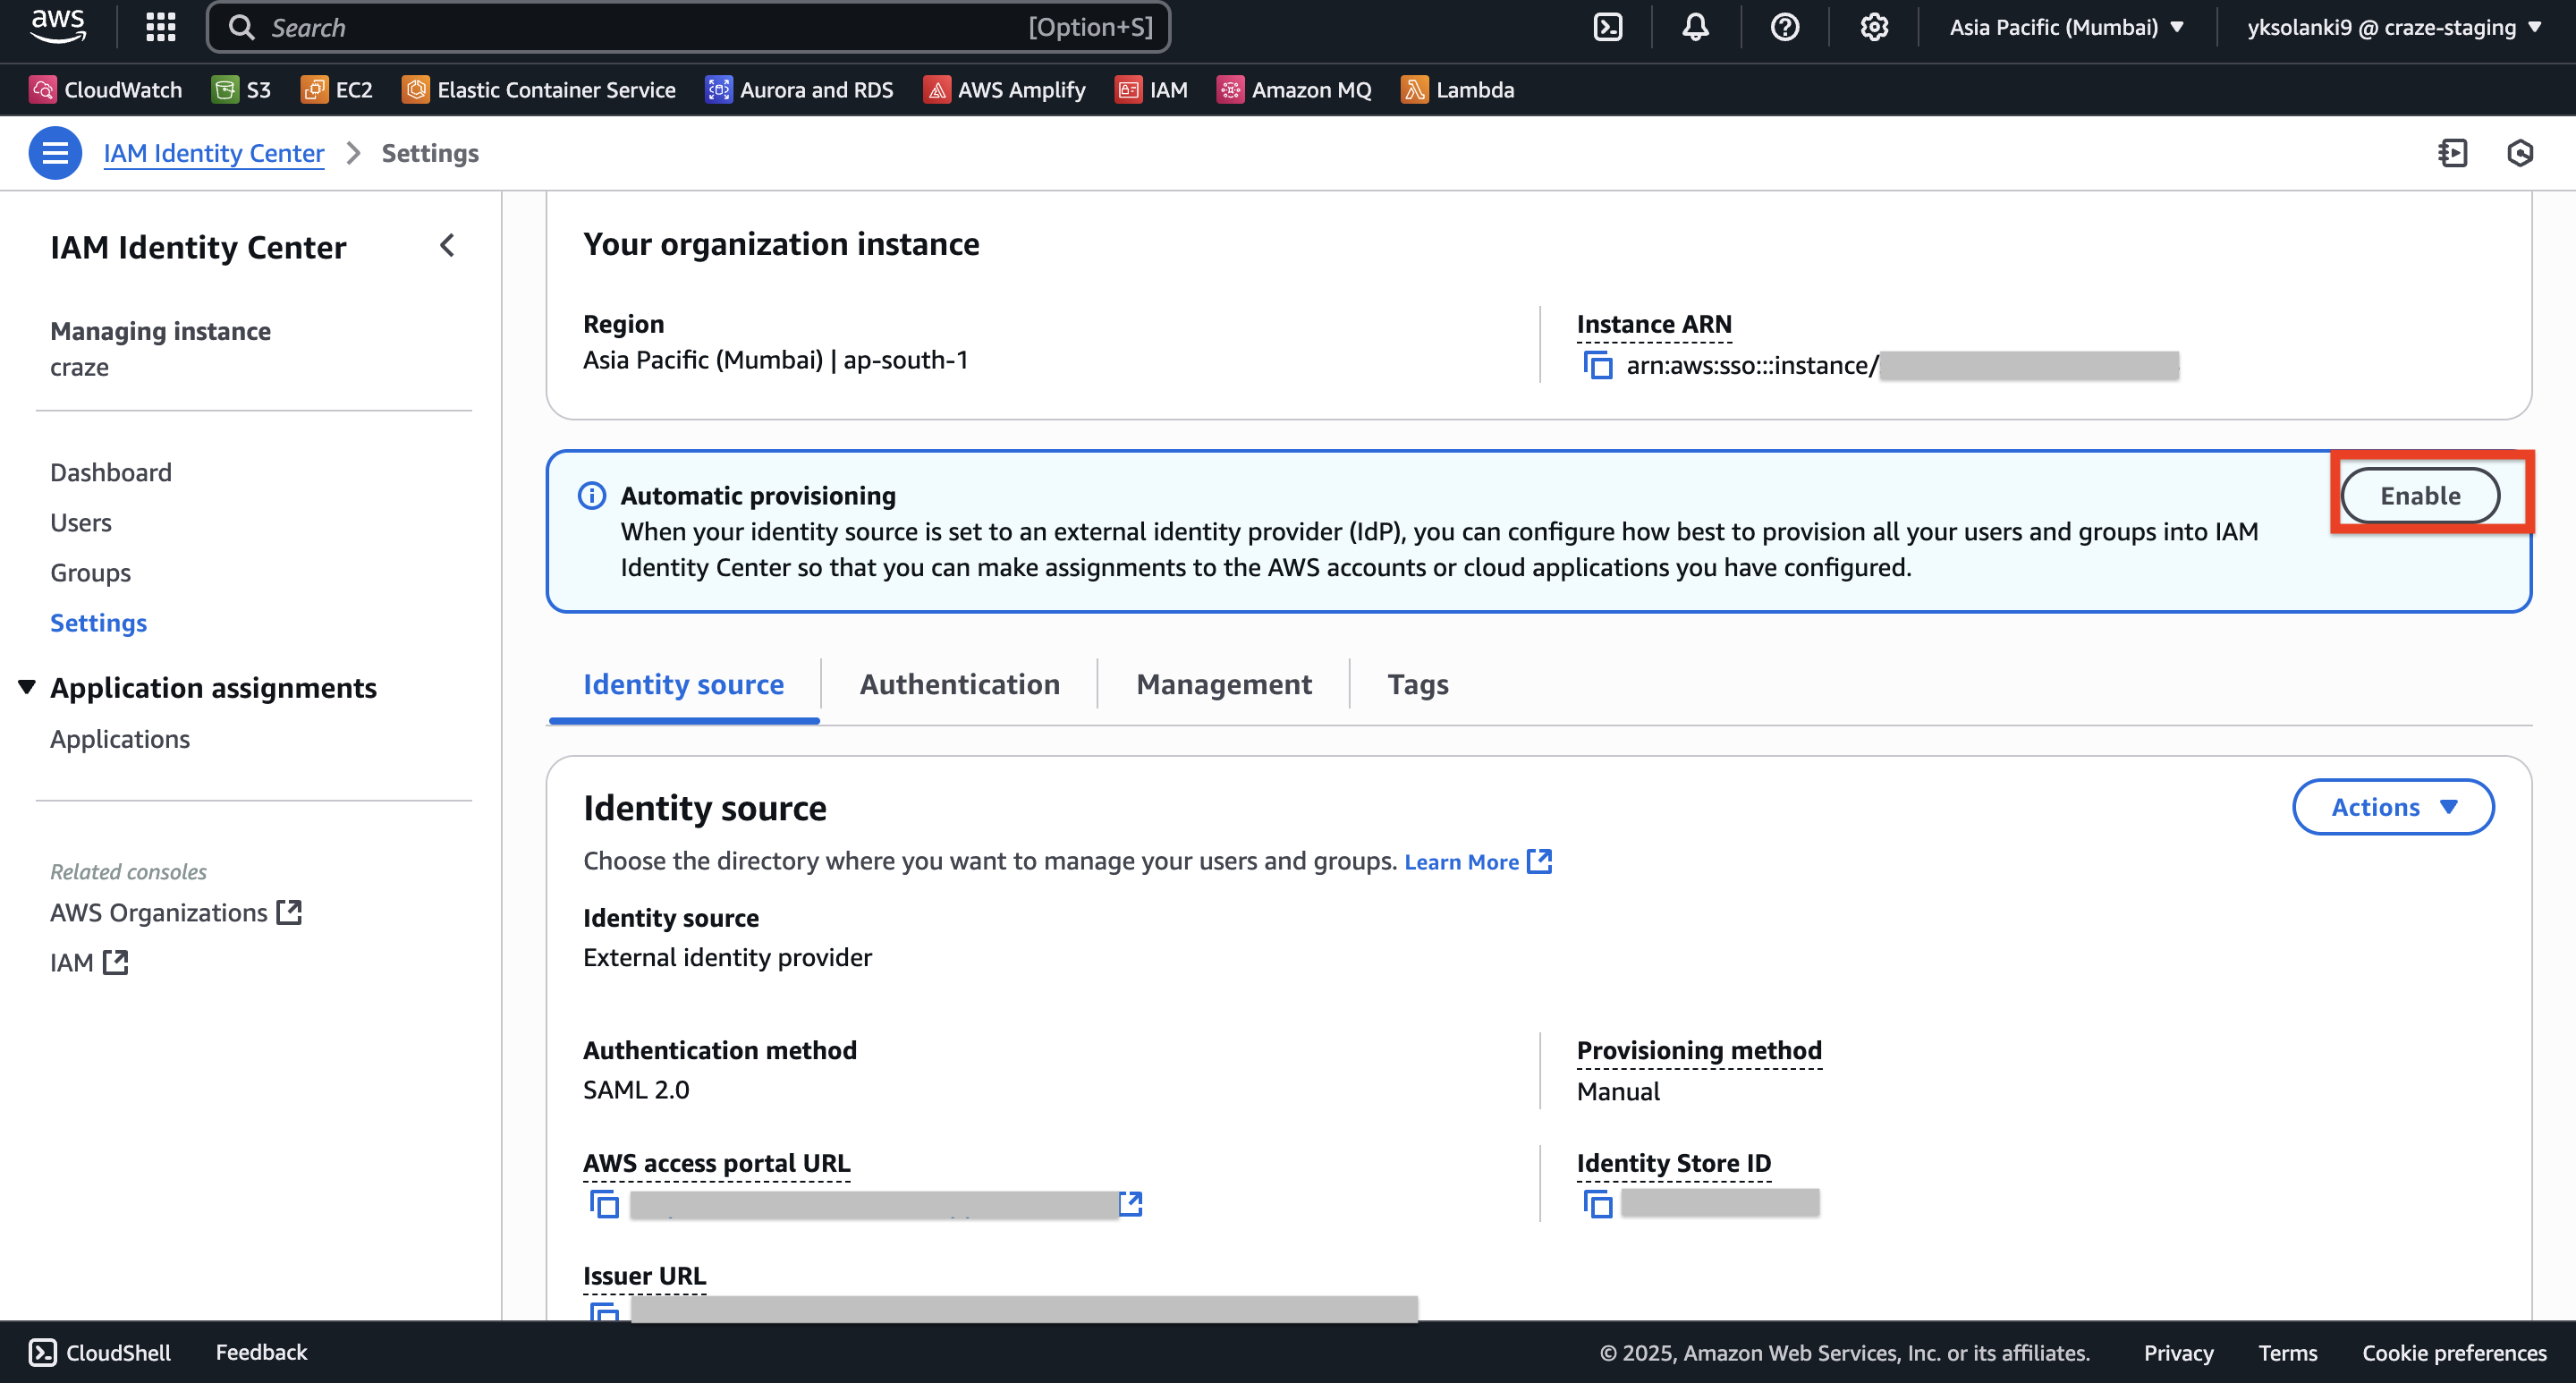 aws
Search [Option+S]
Asia Pacific (Mumbai)
yksolanki9 @ craze-staging
CloudWatch
S3
EC2
Elastic Container Service
Aurora and RDS
AWS Amplify
IAM
Amazon MQ
Lambda
IAM Identity Center
Settings
IAM Identity Center
Managing instance
craze
Dashboard
Users
Groups
Settings
Application assignments
Applications
Related consoles
AWS Organizations
IAM
Your organization instance
Region
Asia Pacific (Mumbai) | ap-south-1
Instance ARN
arn:aws:sso:::instance/
Automatic provisioning
When your identity source is set to an external identity provider (IdP), you can configure how best to provision all your users and groups into IAM
Identity Center so that you can make assignments to the AWS accounts or cloud applications you have configured.
Enable
Identity source
Authentication
Management
Tags
Identity source
Actions
Choose the directory where you want to manage your users and groups. Learn More
Identity source
External identity provider
Authentication method
SAML 2.0
Provisioning method
Manual
AWS access portal URL
Identity Store ID
Issuer URL
CloudShell
Feedback
© 2025, Amazon Web Services, Inc. or its affiliates.
Privacy
Terms
Cookie preferences